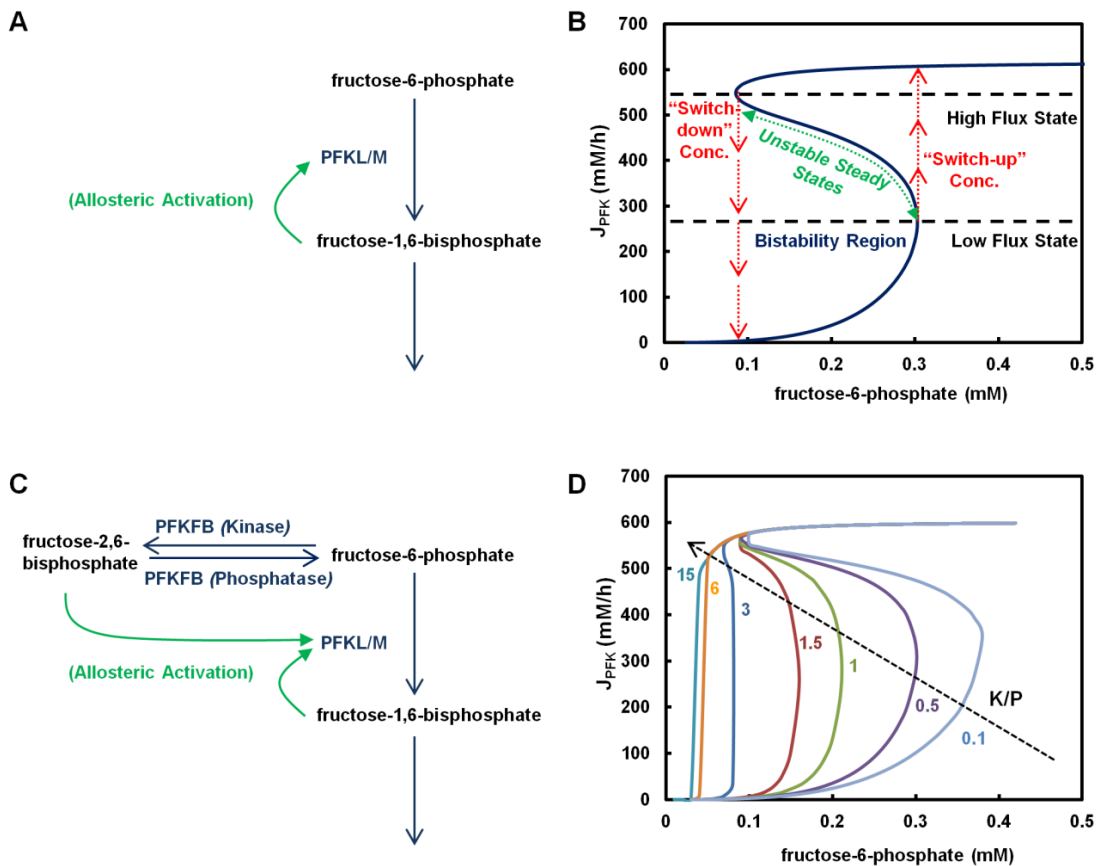 A
fructose-6-phosphate
PFKL/M
(Allosteric Activation)
fructose-1,6-bisphosphate
B
700
600
500
400
300
200
100
0
J_PFK (mM/h)
"Switch-
down"
Conc.
Unstable Steady
States
High Flux State
"Switch-up"
Conc.
Bistability Region
Low Flux State
0
0.1
0.2
0.3
0.4
0.5
fructose-6-phosphate (mM)
C
fructose-2,6-
bisphosphate
PFKFB (Kinase)
PFKFB (Phosphatase)
fructose-6-phosphate
PFKL/M
(Allosteric Activation)
fructose-1,6-bisphosphate
D
700
600
500
400
300
200
100
0
J_PFK (mM/h)
15
6
3
1.5
1
0.5
0.1
K/P
0
0.1
0.2
0.3
0.4
0.5
fructose-6-phosphate (mM)